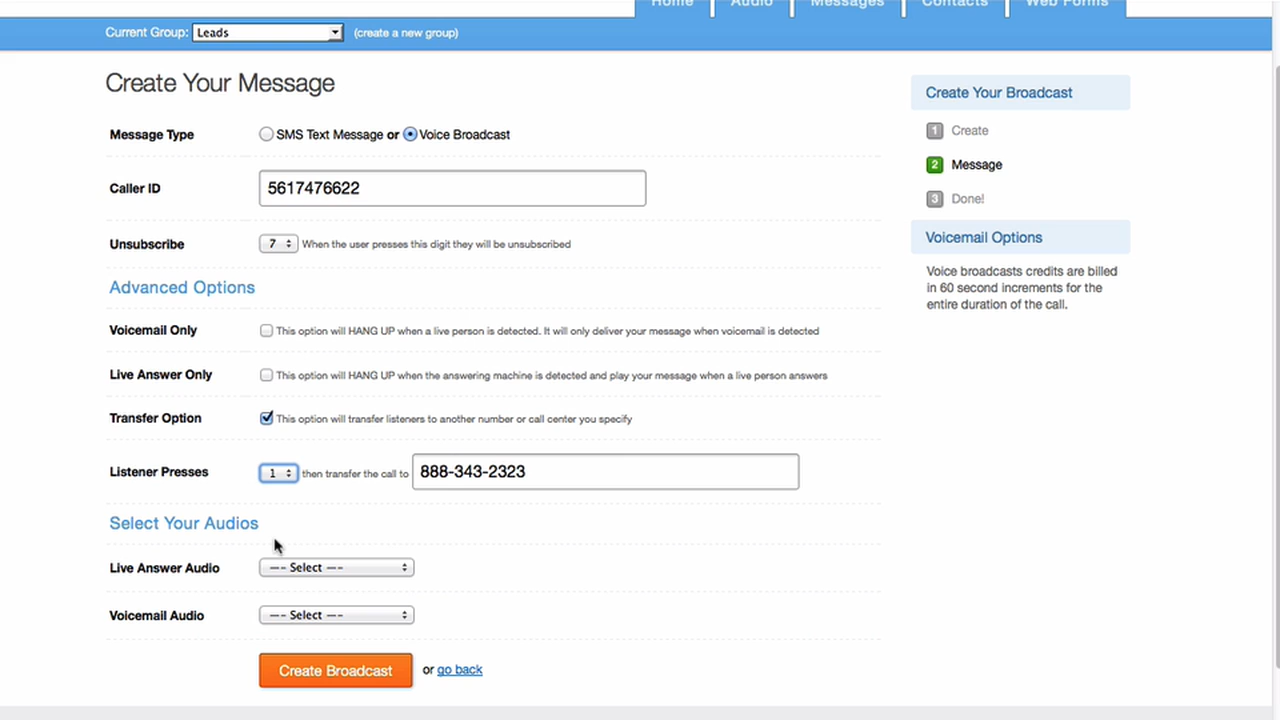 Home Audio Messages Contacts Web Forms
Current Group: Leads (create a new group)
Create Your Message
Message Type SMS Text Message or Voice Broadcast
Caller ID 5617476622
Unsubscribe 7 When the user presses this digit they will be unsubscribed
Advanced Options
Voicemail Only This option will HANG UP when a live person is detected. It will only deliver your message when voicemail is detected
Live Answer Only This option will HANG UP when the answering machine is detected and play your message when a live person answers
Transfer Option This option will transfer listeners to another number or call center you specify
Listener Presses 1 then transfer the call to 888-343-2323
Select Your Audios
Live Answer Audio --- Select ---
Voicemail Audio --- Select ---
Create Broadcast or go back
Create Your Broadcast
1 Create
2 Message
3 Done!
Voicemail Options
Voice broadcasts credits are billed
in 60 second increments for the
entire duration of the call.